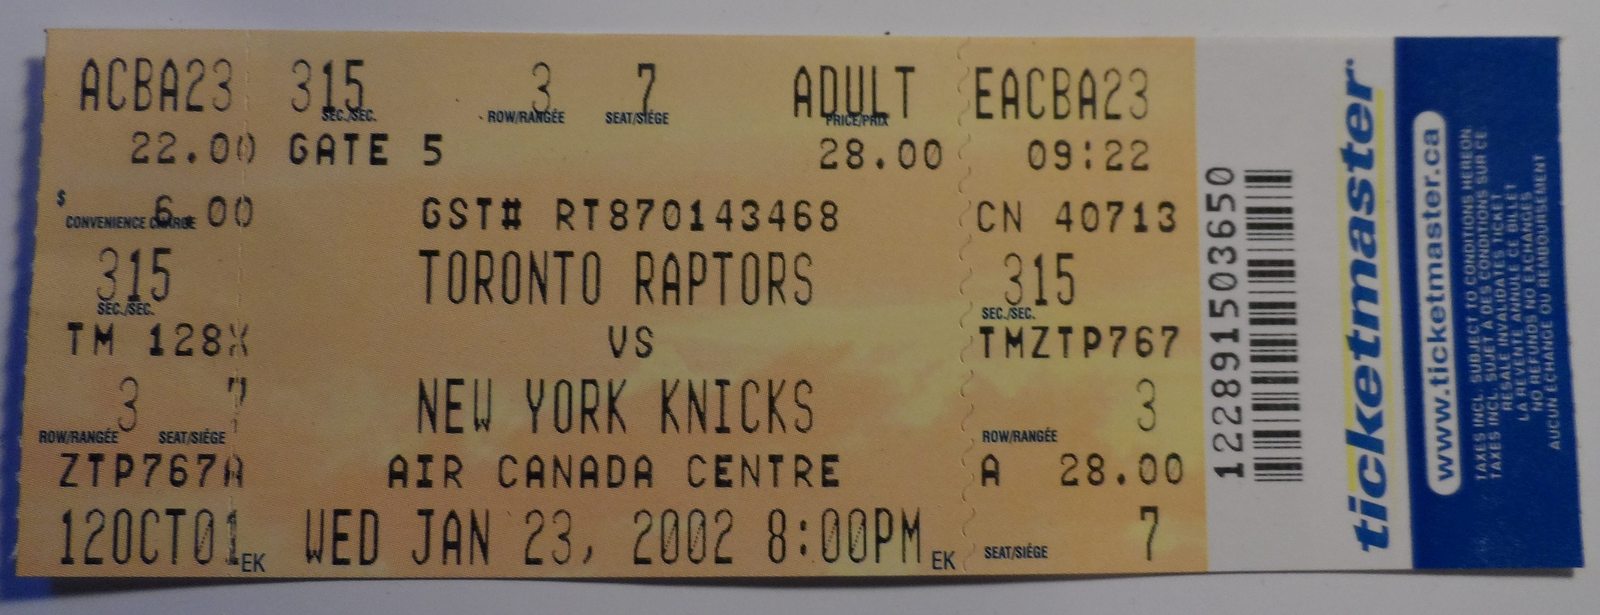 ACBA23 315 3 7 ADULT EACBA23
SEC./SEC. ROW/RANGÉE SEAT/SIÉGE PRICE/PRIX
22.00 GATE 5 28.00 09:22
$ 6.00 GST# RT870143468 CN 40713
CONVENIENCE CHARGE
315 TORONTO RAPTORS 315
SEC./SEC. SEC./SEC.
TM 128X VS TMZTP767
3 7 NEW YORK KNICKS 3
ROW/RANGÉE SEAT/SIÉGE ROW/RANGÉE
ZTP767A AIR CANADA CENTRE A 28.00
12OCT01 EK WED JAN 23, 2002 8:00PM EK SEAT/SIÉGE 7
122891503650
ticketmaster
www.ticketmaster.ca
TAXES INCL. SUBJECT TO CONDITIONS HEREON.
TAXES INCL. SUJET À DES CONDITIONS SUR CE
RESALE INVALIDATES TICKET
LA REVENTE ANNULE CE BILLET
NO REFUNDS NO EXCHANGES
AUCUN ÉCHANGE OU REMBOURSEMENT